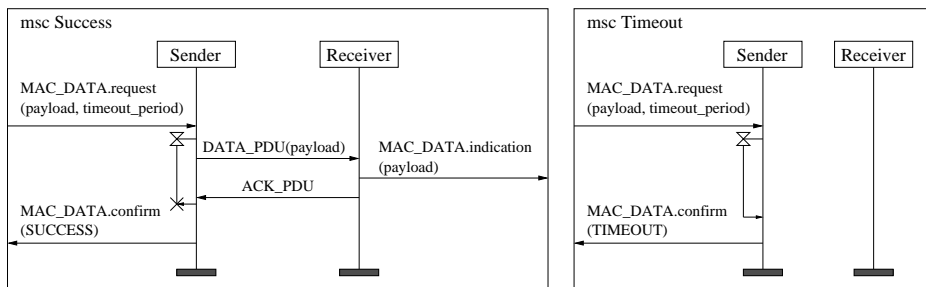 msc Success
Sender
Receiver
MAC_DATA.request
(payload, timeout_period)
DATA_PDU(payload)
MAC_DATA.indication
(payload)
ACK_PDU
MAC_DATA.confirm
(SUCCESS)
msc Timeout
Sender
Receiver
MAC_DATA.request
(payload, timeout_period)
MAC_DATA.confirm
(TIMEOUT)